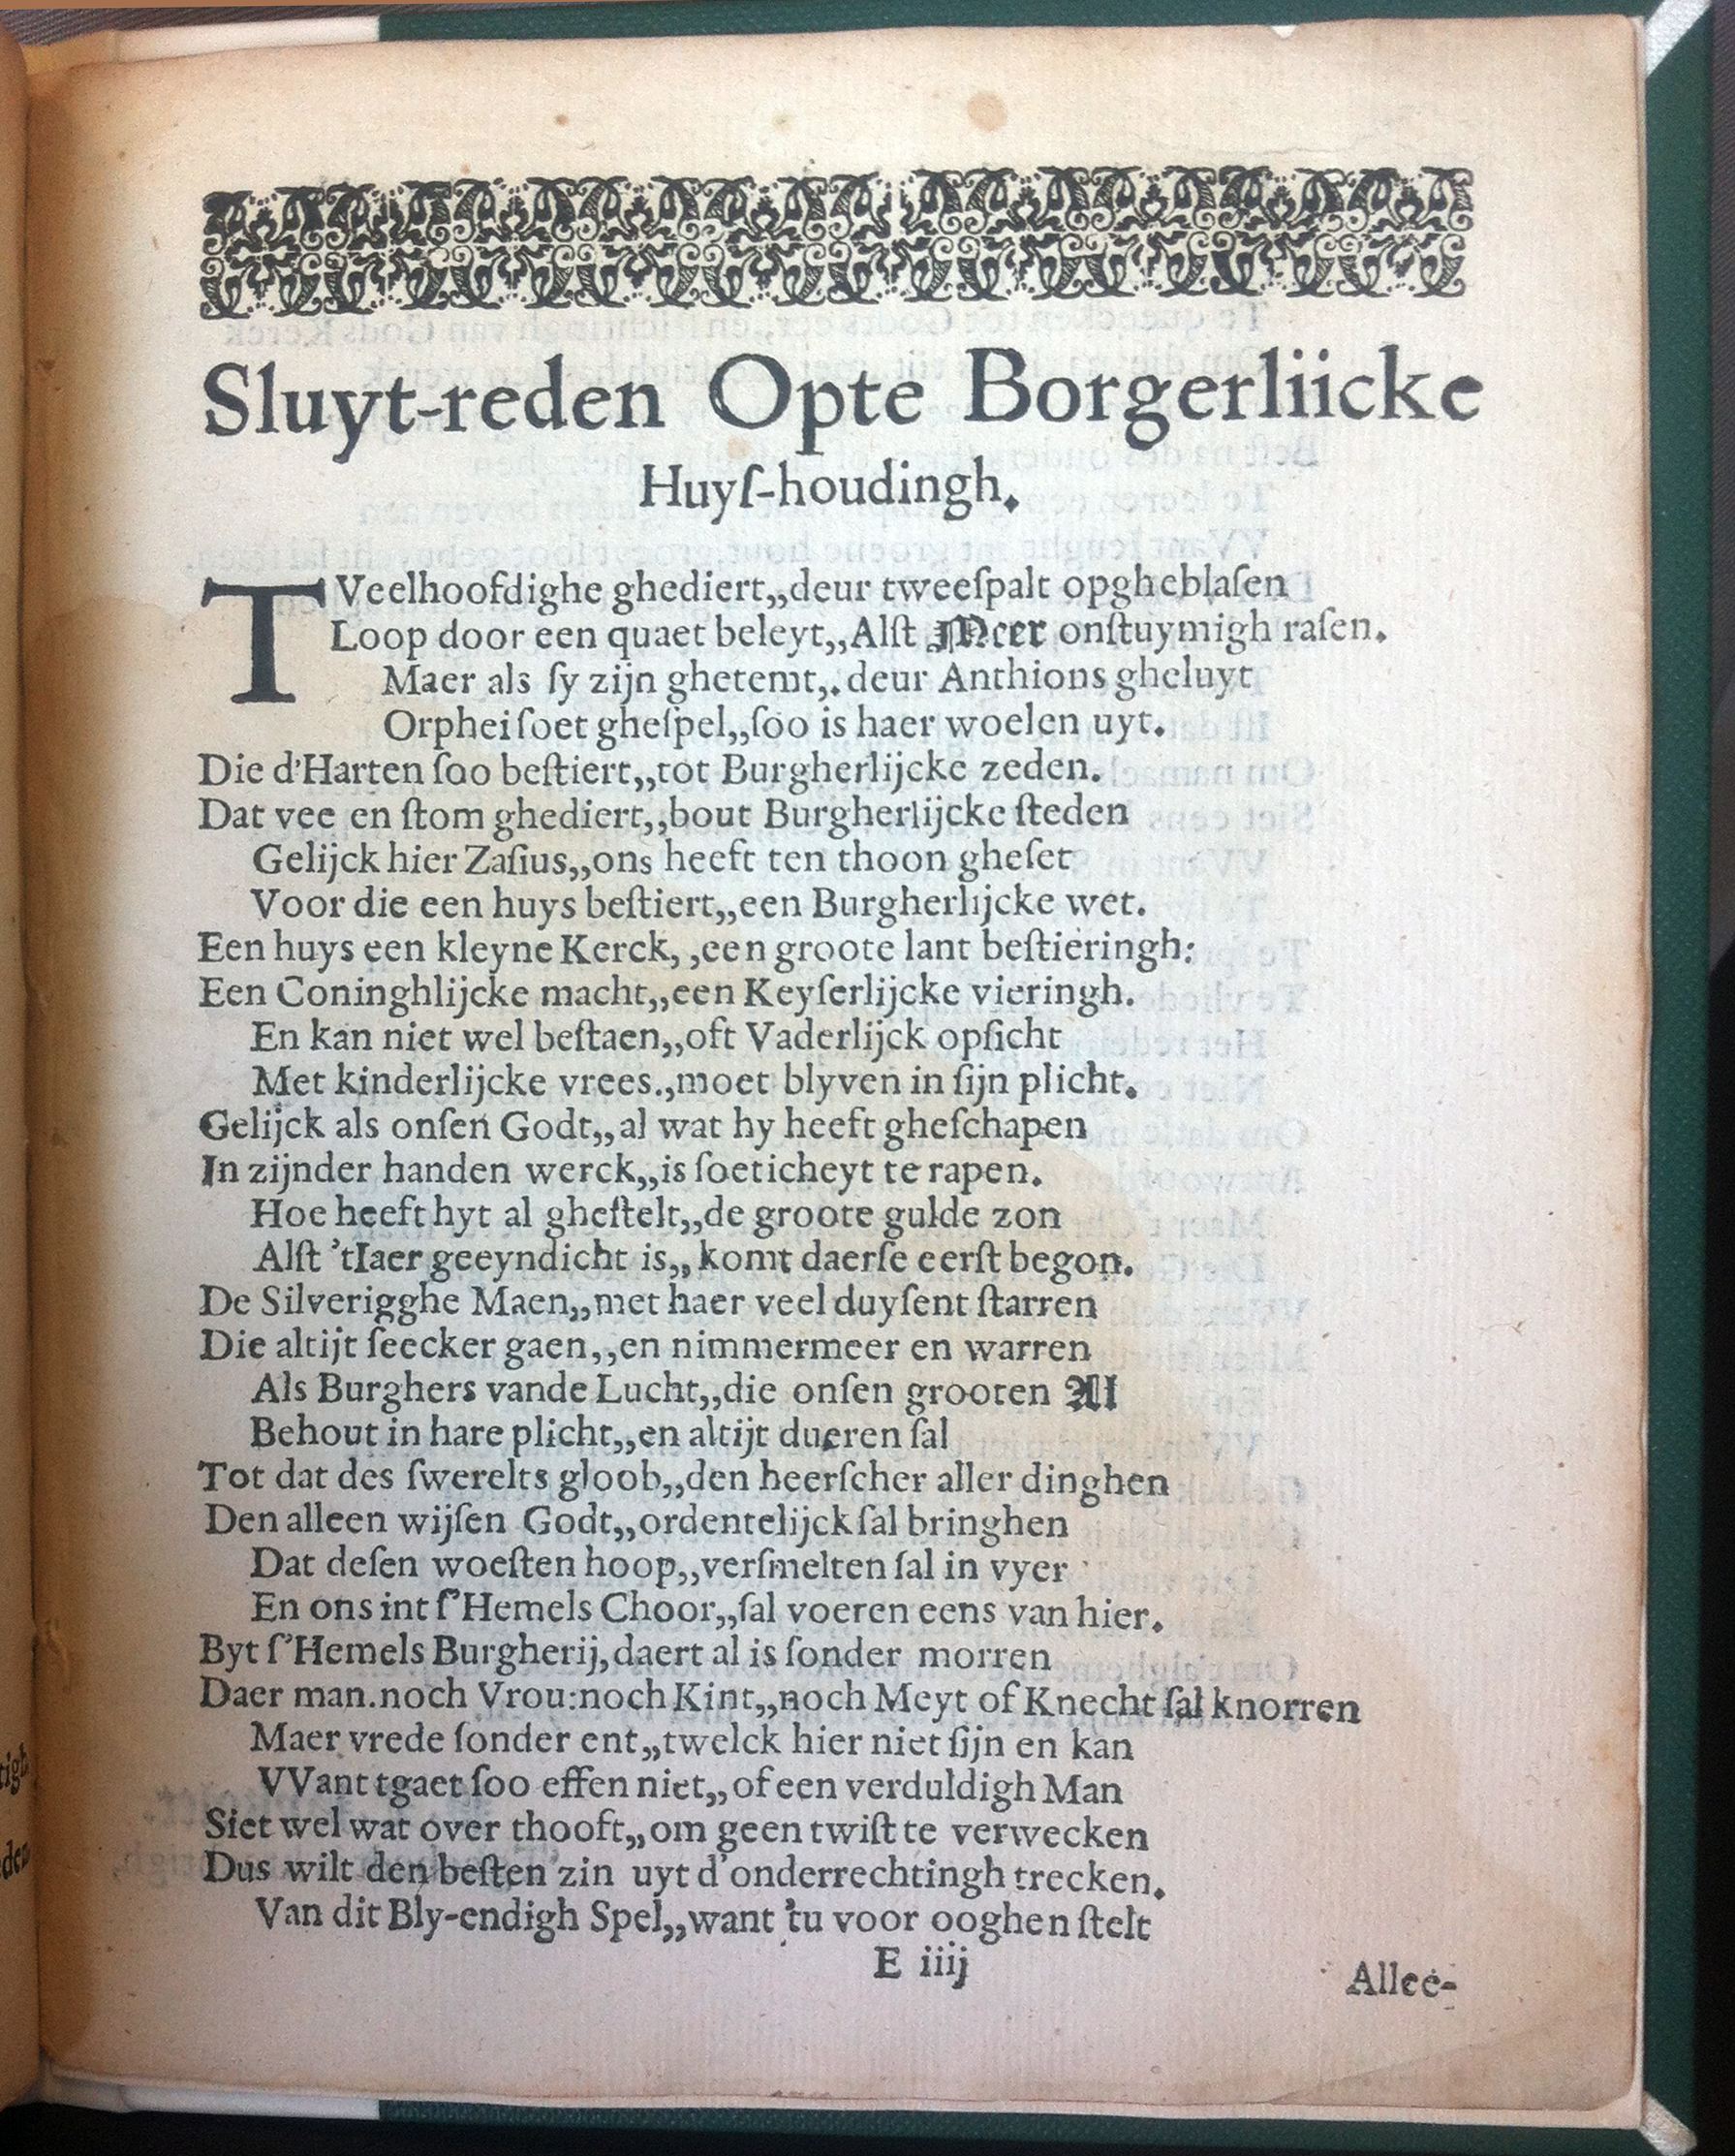 Sluyt-reden Opte Borgerliicke
Huyſ-houdingh.
TVeelhoofdighe ghediert,,deur tweeſpalt opgheblaſen
Loop door een quaet beleyt,,Alſt Meer onſtuymigh raſen.
Maer als ſy zijn ghetemt,.deur Anthions gheluyt
Orphei ſoet gheſpel,,ſoo is haer woelen uyt.
Die d'Harten ſoo beſtiert,,tot Burgherlijcke zeden.
Dat vee en ſtom ghediert,,bout Burgherlijcke ſteden
Gelijck hier Zaſius,,ons heeft ten thoon gheſet
Voor die een huys beſtiert,,een Burgherlijcke wet.
Een huys een kleyne Kerck, ,een groote lant beſtieringh:
Een Coninghlijcke macht,,een Keyſerlijcke vieringh.
En kan niet wel beſtaen,,oft Vaderlijck opſicht
Met kinderlijcke vrees.,moet blyven in ſijn plicht.
Gelijck als onſen Godt,,al wat hy heeft gheſchapen
In zijnder handen werck,,is ſoeticheyt te rapen.
Hoe heeft hyt al gheſtelt,,de groote gulde zon
Alſt 'tIaer geeyndicht is,,komt daerſe eerſt begon.
De Silverigghe Maen,,met haer veel duyſent ſtarren
Die altijt ſeecker gaen,,en nimmermeer en warren
Als Burghers vande Lucht,,die onſen grooten Al
Behout in hare plicht,,en altijt dueren ſal
Tot dat des ſwerelts gloob,,den heerſcher aller dinghen
Den alleen wijſen Godt,,ordentelijck ſal bringhen
Dat deſen woeſten hoop,,verſmelten ſal in vyer
En ons int ſ'Hemels Choor,,ſal voeren eens van hier.
Byt ſ'Hemels Burgherij,daert al is ſonder morren
Daer man.noch Vrou:noch Kint,,noch Meyt of Knecht ſal knorren
Maer vrede ſonder ent,,twelck hier niet ſijn en kan
VVant tgaet ſoo effen niet,,of een verduldigh Man
Siet wel wat over thooft,,om geen twiſt te verwecken
Dus wilt den beſten zin uyt d'onderrechtingh trecken.
Van dit Bly-endigh Spel,,want 'tu voor ooghen ſtelt
E iiij
Allee-